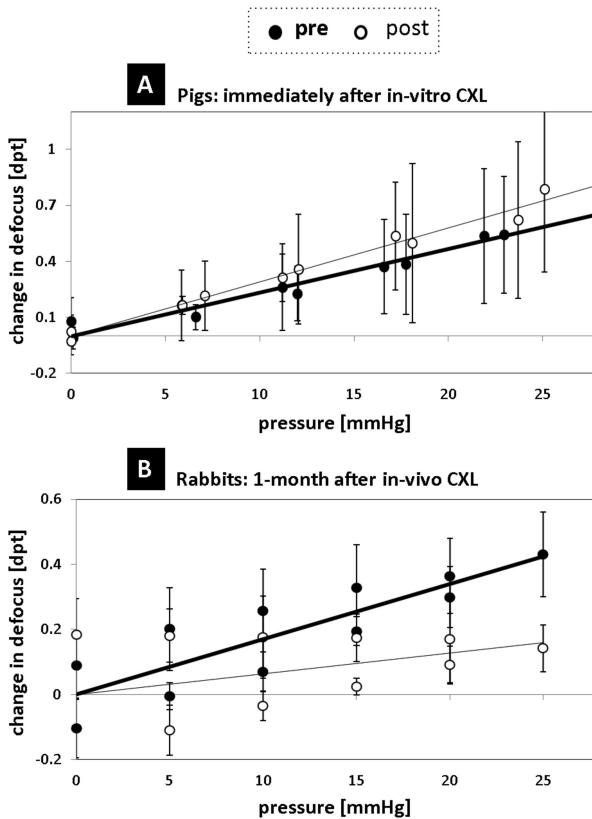 pre post
A Pigs: immediately after in-vitro CXL
change in defocus [dpt]
1
0.7
0.4
0.1
-0.2
0 5 10 15 20 25
pressure [mmHg]
B Rabbits: 1-month after in-vivo CXL
change in defocus [dpt]
0.6
0.4
0.2
0
-0.2
0 5 10 15 20 25
pressure [mmHg]